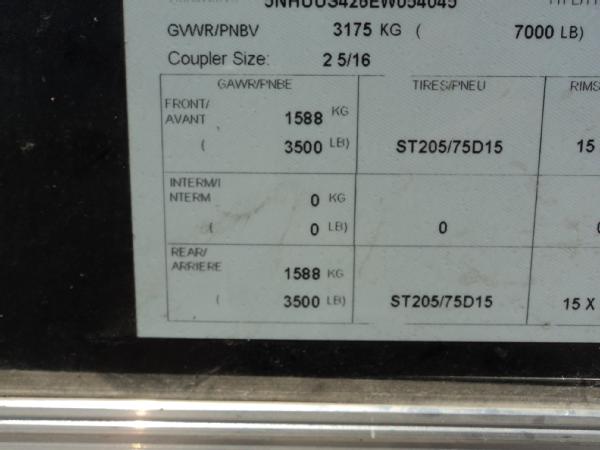 GVWR/PNBV 3175 KG ( 7000 LB)
Coupler Size: 2 5/16
GAWR/PNBE TIRES/PNEU RIMS
FRONT/
AVANT 1588 KG
( 3500 LB) ST205/75D15 15
INTERM/I
NTERM 0 KG
( 0 LB) 0
REAR/
ARRIERE 1588 KG
( 3500 LB) ST205/75D15 15 X